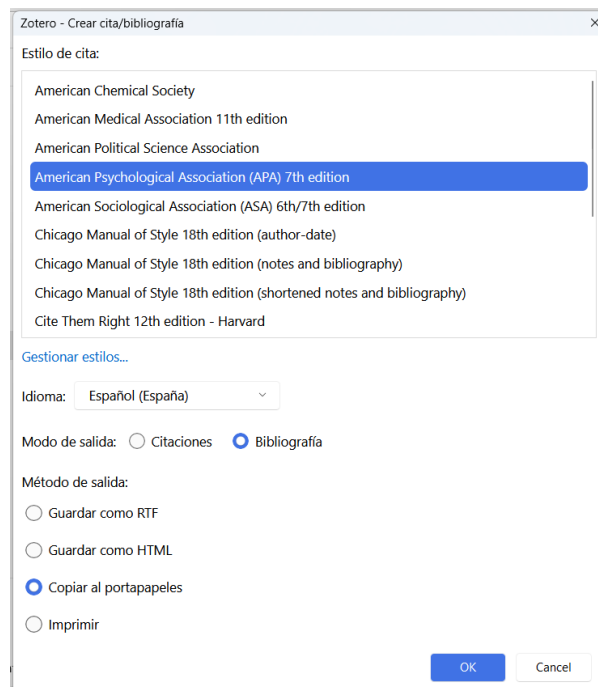 Zotero - Crear cita/bibliografía
Estilo de cita:
American Chemical Society
American Medical Association 11th edition
American Political Science Association
American Psychological Association (APA) 7th edition
American Sociological Association (ASA) 6th/7th edition
Chicago Manual of Style 18th edition (author-date)
Chicago Manual of Style 18th edition (notes and bibliography)
Chicago Manual of Style 18th edition (shortened notes and bibliography)
Cite Them Right 12th edition - Harvard
Gestionar estilos...
Idioma: Español (España)
Modo de salida: Citaciones Bibliografía
Método de salida:
Guardar como RTF
Guardar como HTML
Copiar al portapapeles
Imprimir
OK Cancel